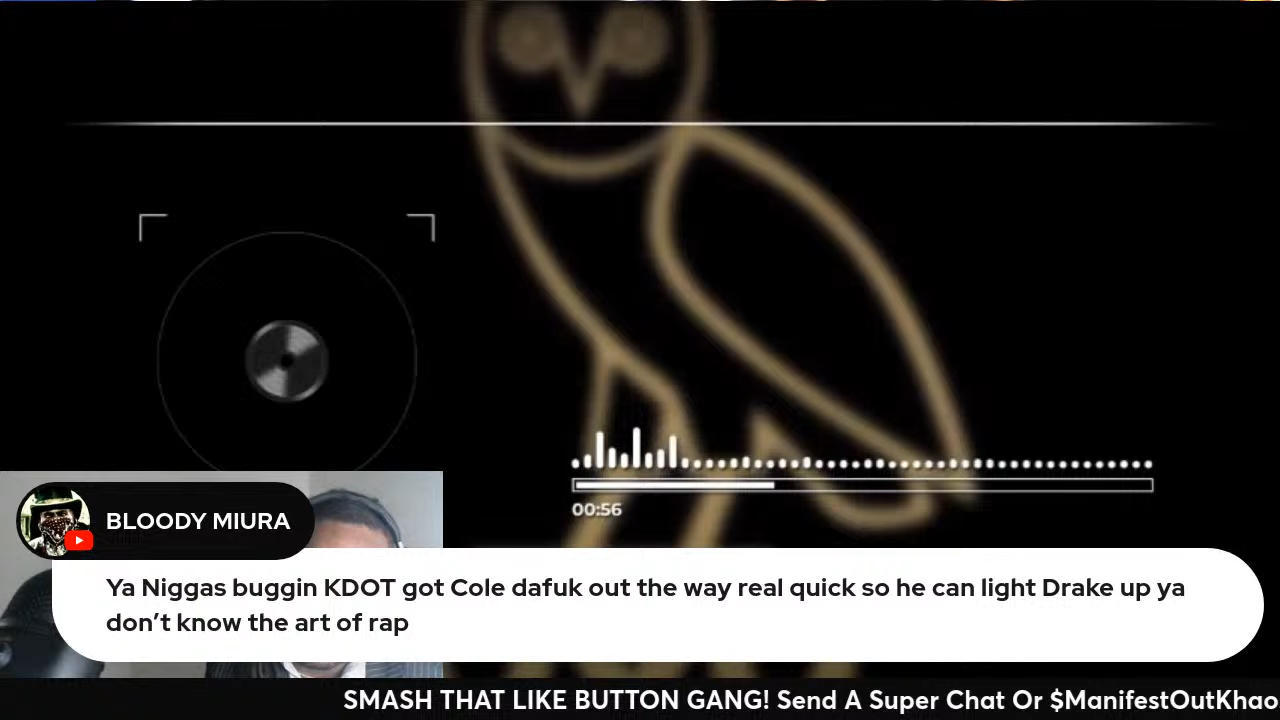 00:56
BLOODY MIURA
Ya Niggas buggin KDOT got Cole dafuk out the way real quick so he can light Drake up ya
don’t know the art of rap
SMASH THAT LIKE BUTTON GANG! Send A Super Chat Or $ManifestOutKhao